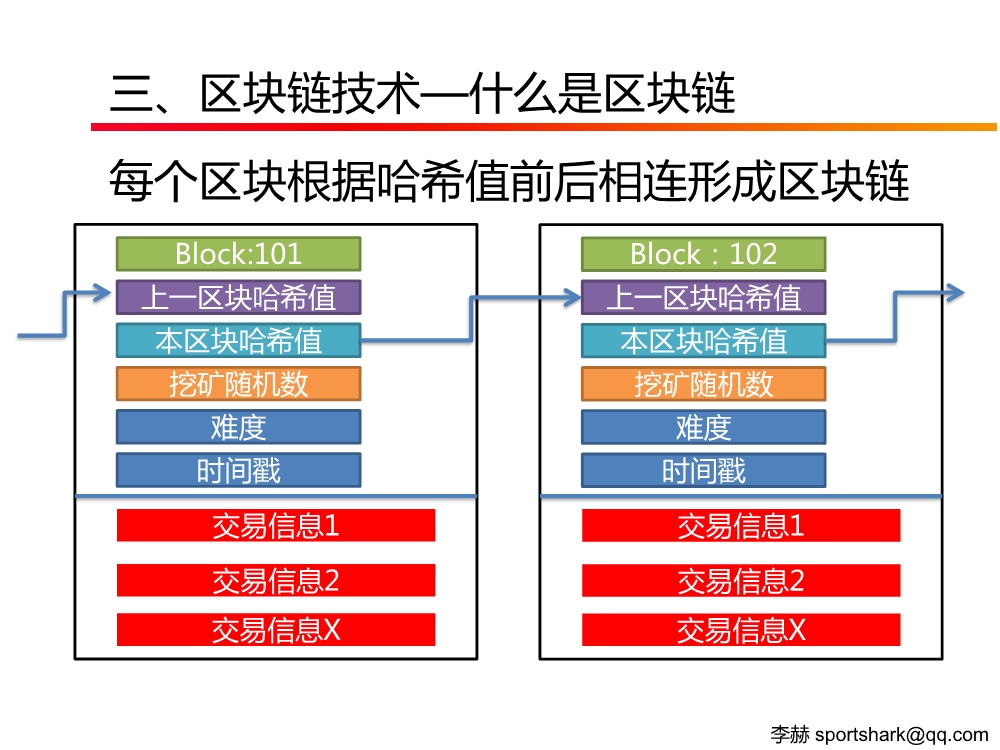 三、区块链技术—什么是区块链
每个区块根据哈希值前后相连形成区块链
Block:101
上一区块哈希值
本区块哈希值
挖矿随机数
难度
时间戳
交易信息1
交易信息2
交易信息X
Block：102
上一区块哈希值
本区块哈希值
挖矿随机数
难度
时间戳
交易信息1
交易信息2
交易信息X
李赫 sportshark@qq.com